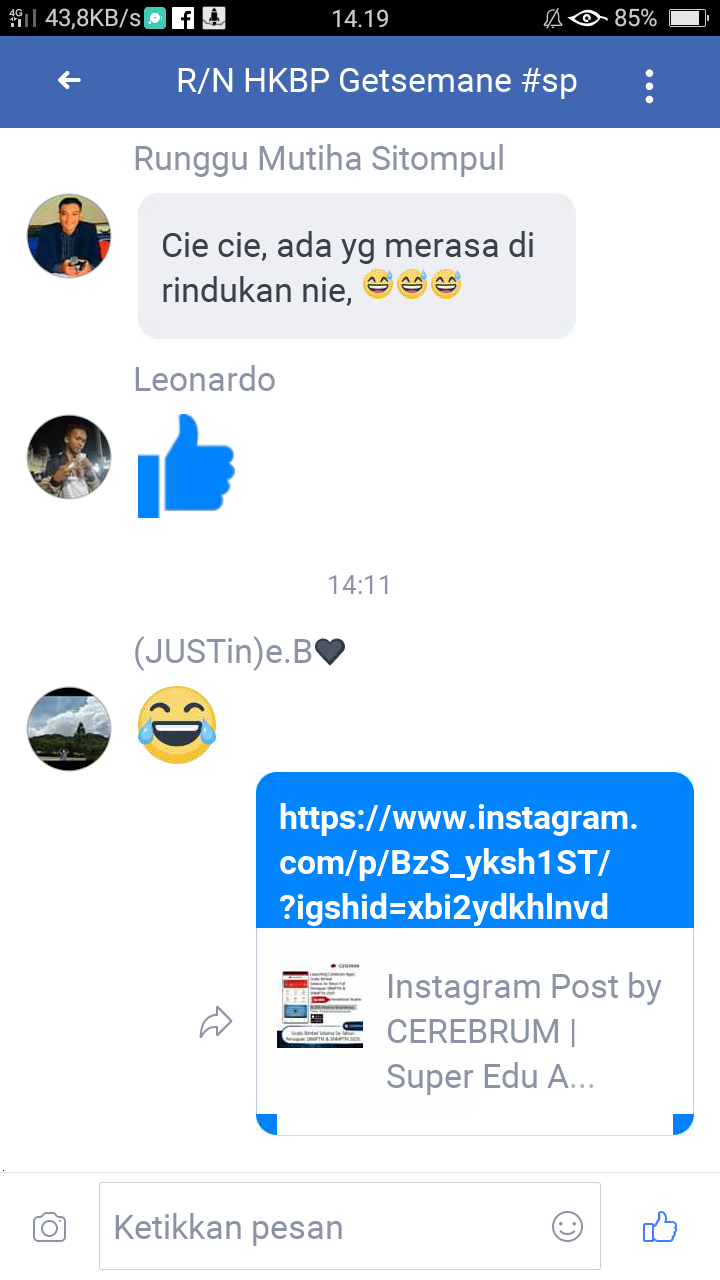 4G 43,8KB/s 14.19 85%
R/N HKBP Getsemane #sp
Runggu Mutiha Sitompul
Cie cie, ada yg merasa di
rindukan nie, 😅😅😅
Leonardo
14:11
(JUSTin)e.B🖤
😂
https://www.instagram.
com/p/BzS_yksh1ST/
?igshid=xbi2ydkhlnvd
Instagram Post by
CEREBRUM |
Super Edu A...
Ketikkan pesan